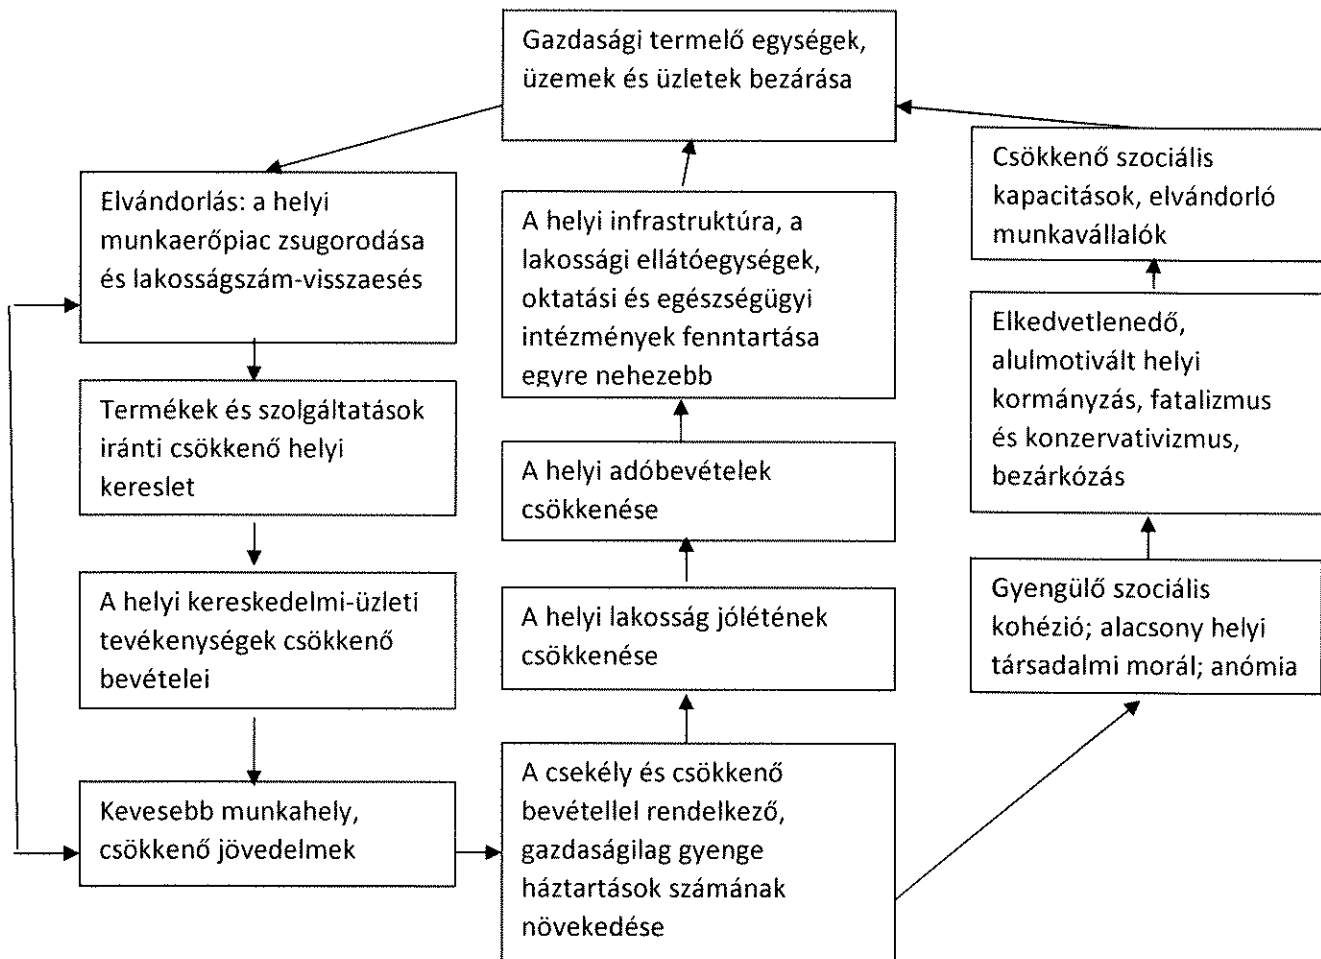 Gazdasági termelő egységek,
üzemek és üzletek bezárása
Elvándorlás: a helyi
munkaerőpiac zsugorodása
és lakosságszám-visszaesés
Termékek és szolgáltatások
iránti csökkenő helyi
kereslet
A helyi kereskedelmi-üzleti
tevékenységek csökkenő
bevételei
Kevesebb munkahely,
csökkenő jövedelmek
A helyi infrastruktúra, a
lakossági ellátóegységek,
oktatási és egészségügyi
intézmények fenntartása
egyre nehezebb
A helyi adóbevételek
csökkenése
A helyi lakosság jólétének
csökkenése
A csekély és csökkenő
bevétellel rendelkező,
gazdaságilag gyenge
háztartások számának
növekedése
Csökkenő szociális
kapacitások, elvándorló
munkavállalók
Elkedvetlenedő,
alulmotivált helyi
kormányzás, fatalizmus
és konzervativizmus,
bezárkózás
Gyengülő szociális
kohézió; alacsony helyi
társadalmi morál; anómia